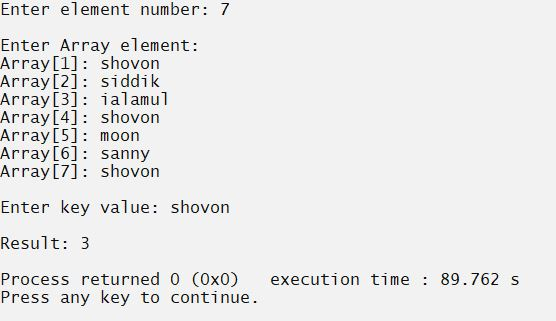 Enter element number: 7
Enter Array element:
Array[1]: shovon
Array[2]: siddik
Array[3]: ialamul
Array[4]: shovon
Array[5]: moon
Array[6]: sanny
Array[7]: shovon
Enter key value: shovon
Result: 3
Process returned 0 (0x0)   execution time : 89.762 s
Press any key to continue.